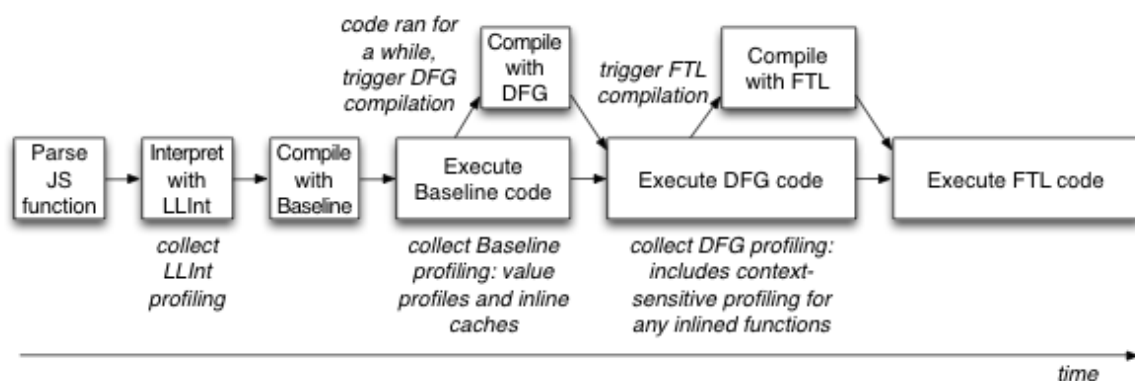 code ran for
a while,
trigger DFG
compilation
Compile
with
DFG
trigger FTL
compilation
Compile
with FTL
Parse
JS
function
Interpret
with
LLInt
Compile
with
Baseline
Execute
Baseline code
Execute DFG code
Execute FTL code
collect
LLInt
profiling
collect Baseline
profiling: value
profiles and inline
caches
collect DFG profiling:
includes context-
sensitive profiling for
any inlined functions
time